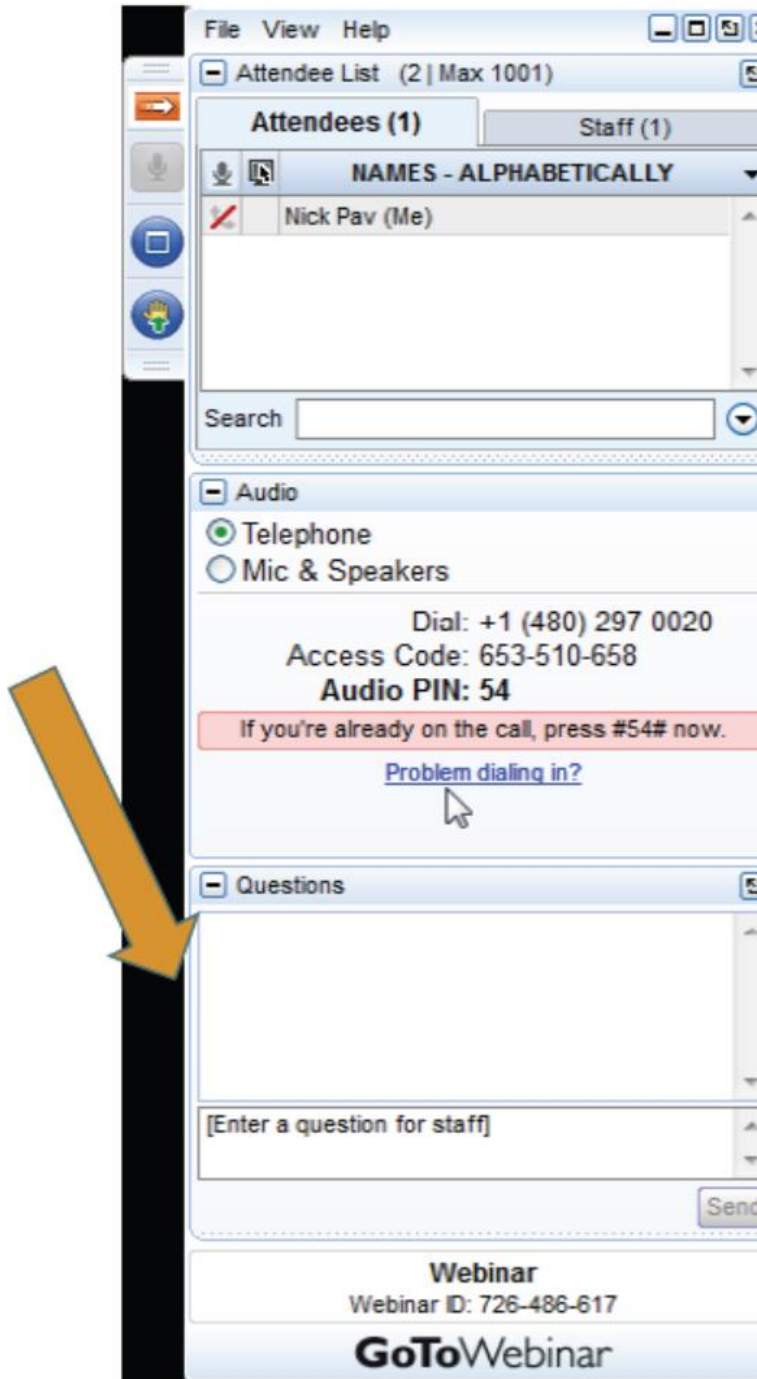 File View Help
Attendee List (2 | Max 1001)
Attendees (1) Staff (1)
NAMES - ALPHABETICALLY
Nick Pav (Me)
Search
Audio
Telephone
Mic & Speakers
Dial: +1 (480) 297 0020
Access Code: 653-510-658
Audio PIN: 54
If you're already on the call, press #54# now.
Problem dialing in?
Questions
[Enter a question for staff]
Send
Webinar
Webinar ID: 726-486-617
GoToWebinar